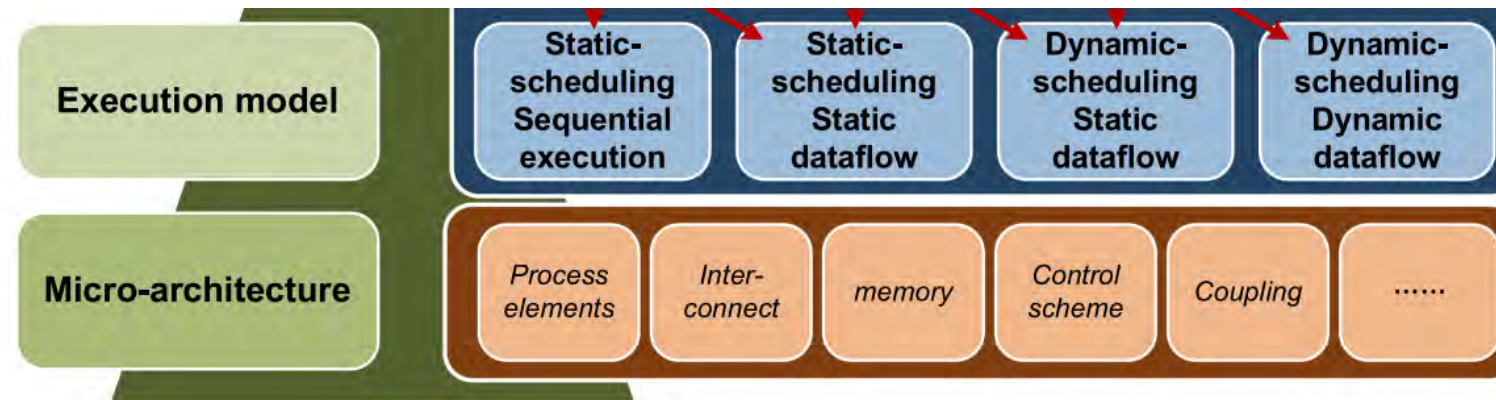 Execution model
Static-
scheduling
Sequential
execution
Static-
scheduling
Static
dataflow
Dynamic-
scheduling
Static
dataflow
Dynamic-
scheduling
Dynamic
dataflow
Micro-architecture
Process
elements
Inter-
connect
memory
Control
scheme
Coupling
......